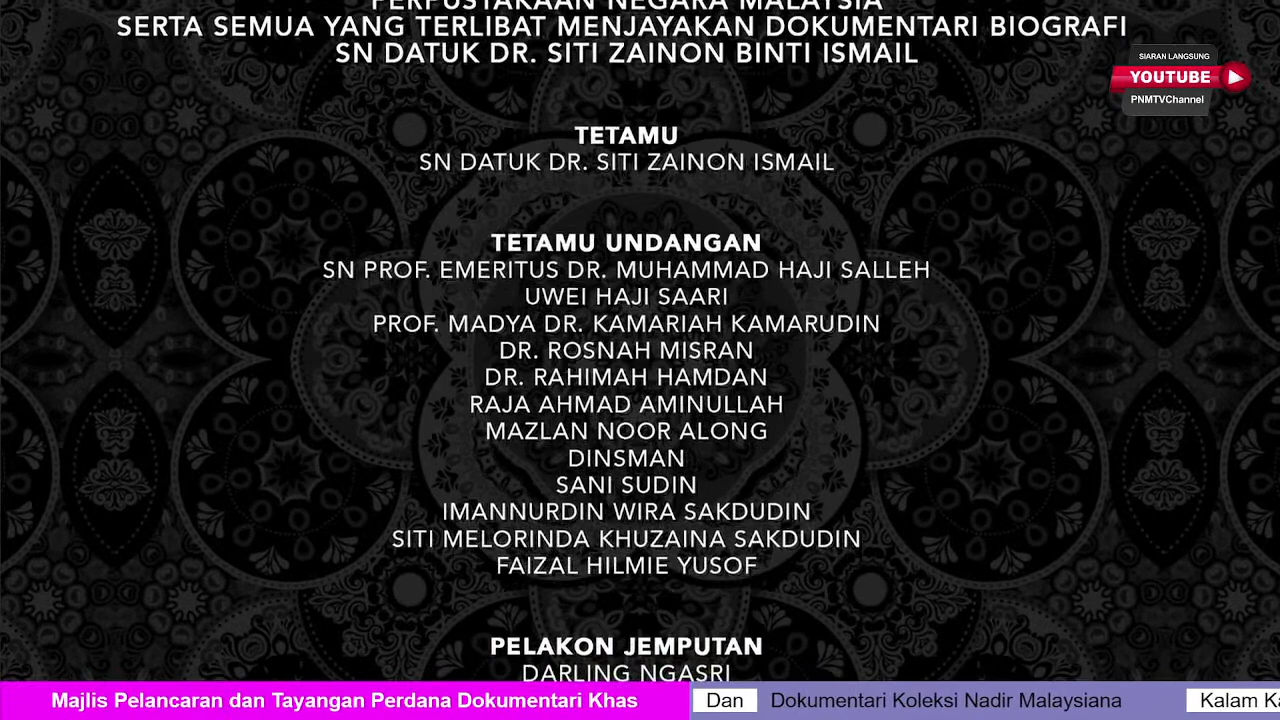 PERPUSTAKAAN NEGARA MALAYSIA
SERTA SEMUA YANG TERLIBAT MENJAYAKAN DOKUMENTARI BIOGRAFI
SN DATUK DR. SITI ZAINON BINTI ISMAIL
SIARAN LANGSUNG
YOUTUBE
PNMTVChannel
TETAMU
SN DATUK DR. SITI ZAINON ISMAIL
TETAMU UNDANGAN
SN PROF. EMERITUS DR. MUHAMMAD HAJI SALLEH
UWEI HAJI SAARI
PROF. MADYA DR. KAMARIAH KAMARUDIN
DR. ROSNAH MISRAN
DR. RAHIMAH HAMDAN
RAJA AHMAD AMINULLAH
MAZLAN NOOR ALONG
DINSMAN
SANI SUDIN
IMANNURDIN WIRA SAKDUDIN
SITI MELORINDA KHUZAINA SAKDUDIN
FAIZAL HILMIE YUSOF
PELAKON JEMPUTAN
DARLING NGASRI
Majlis Pelancaran dan Tayangan Perdana Dokumentari Khas
Dan Dokumentari Koleksi Nadir Malaysiana Kalam